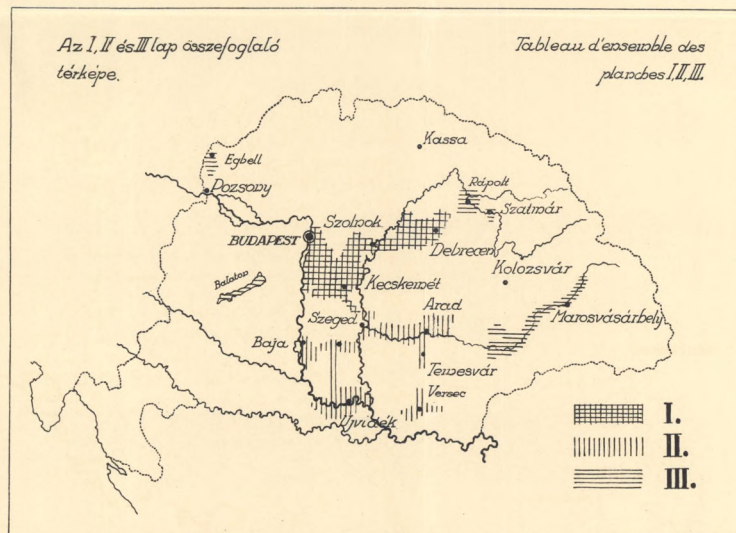 Az I, II és III lap összefoglaló
térképe.
Tableau d'ensemble des
planches I, II, III.
Kassa
Egbell
Pozsony
Rápolt
Szatmár
Szolnok
BUDAPEST
Debrecen
Kolozsvár
Balaton
Kecskemét
Arad
Szeged
Marosvásárhely
Baja
Temesvár
Versec
Ujvidék
I.
II.
III.